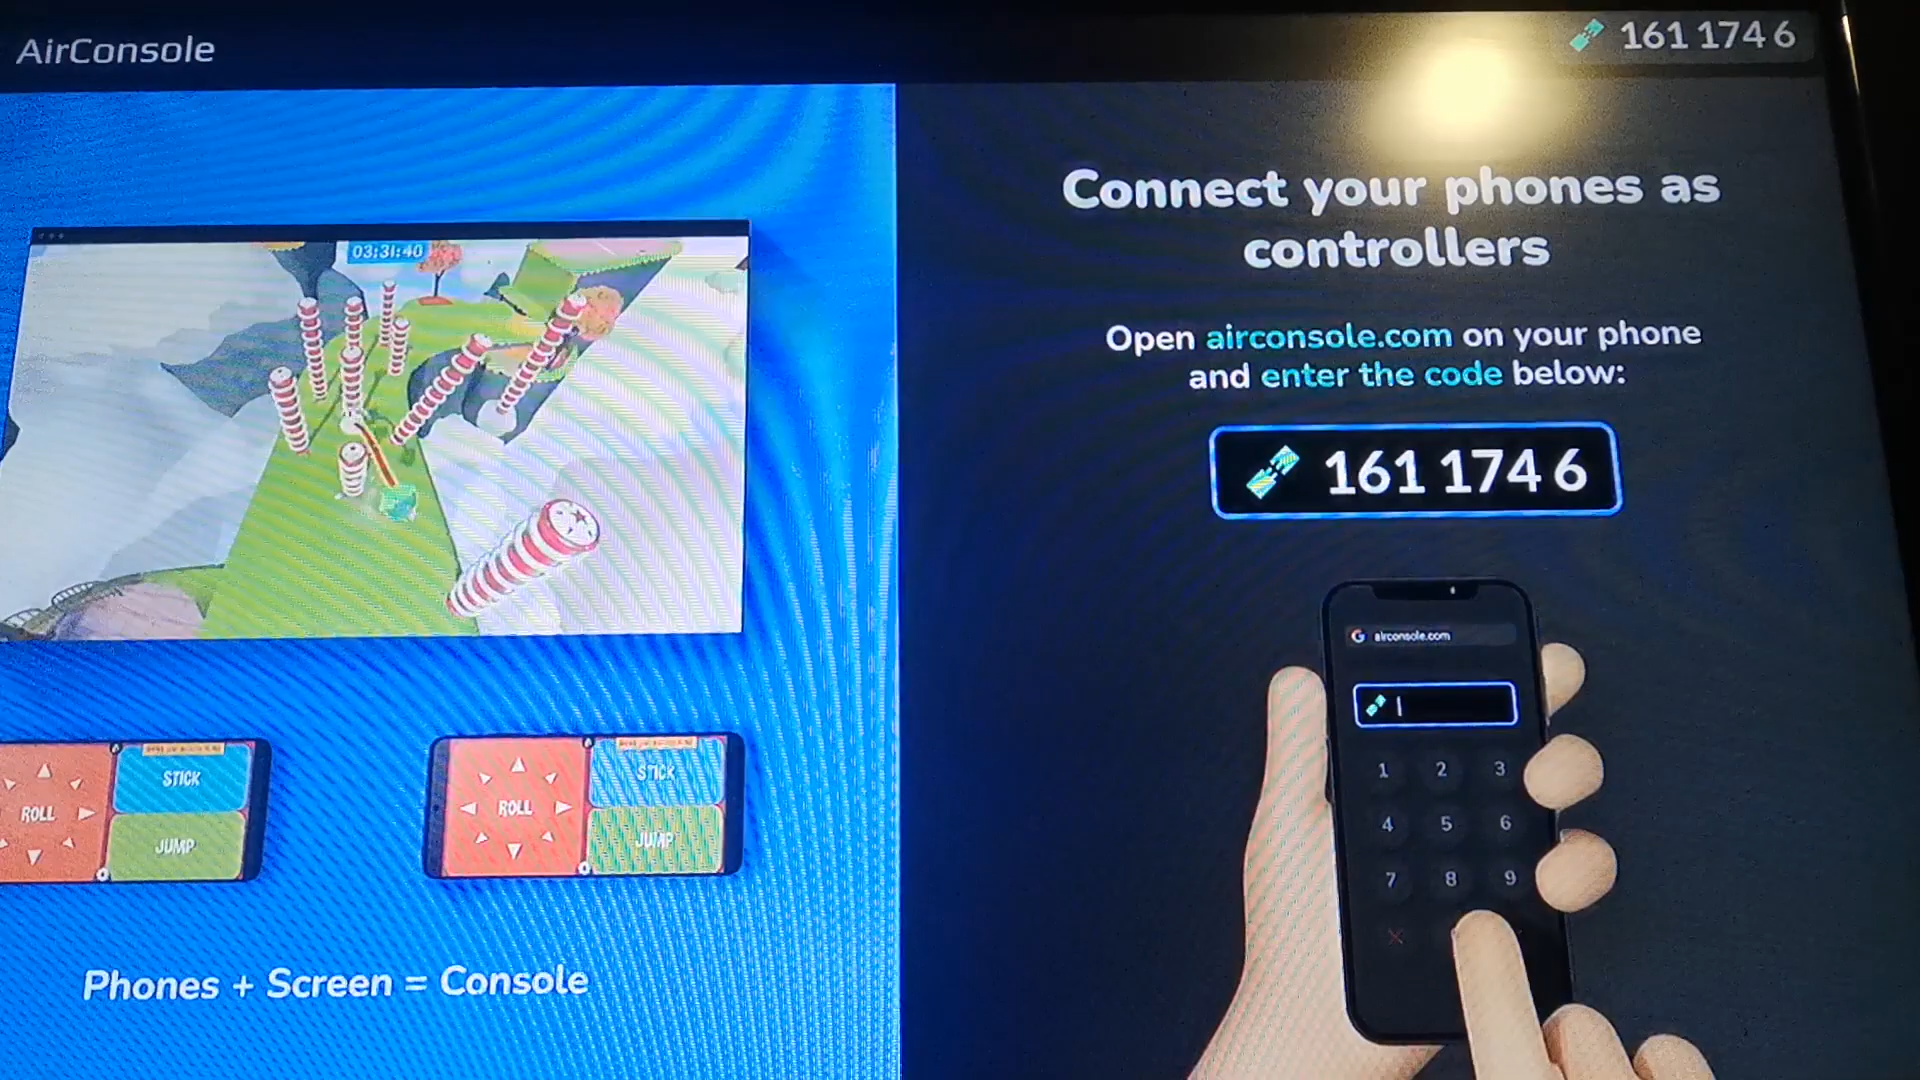 AirConsole
161 174 6
03:31:40
Connect your phones as
controllers
Open airconsole.com on your phone
and enter the code below:
161 174 6
airconsole.com
1 2 3
4 5 6
7 8 9
ROLL
STICK
JUMP
ROLL
STICK
JUMP
Phones + Screen = Console